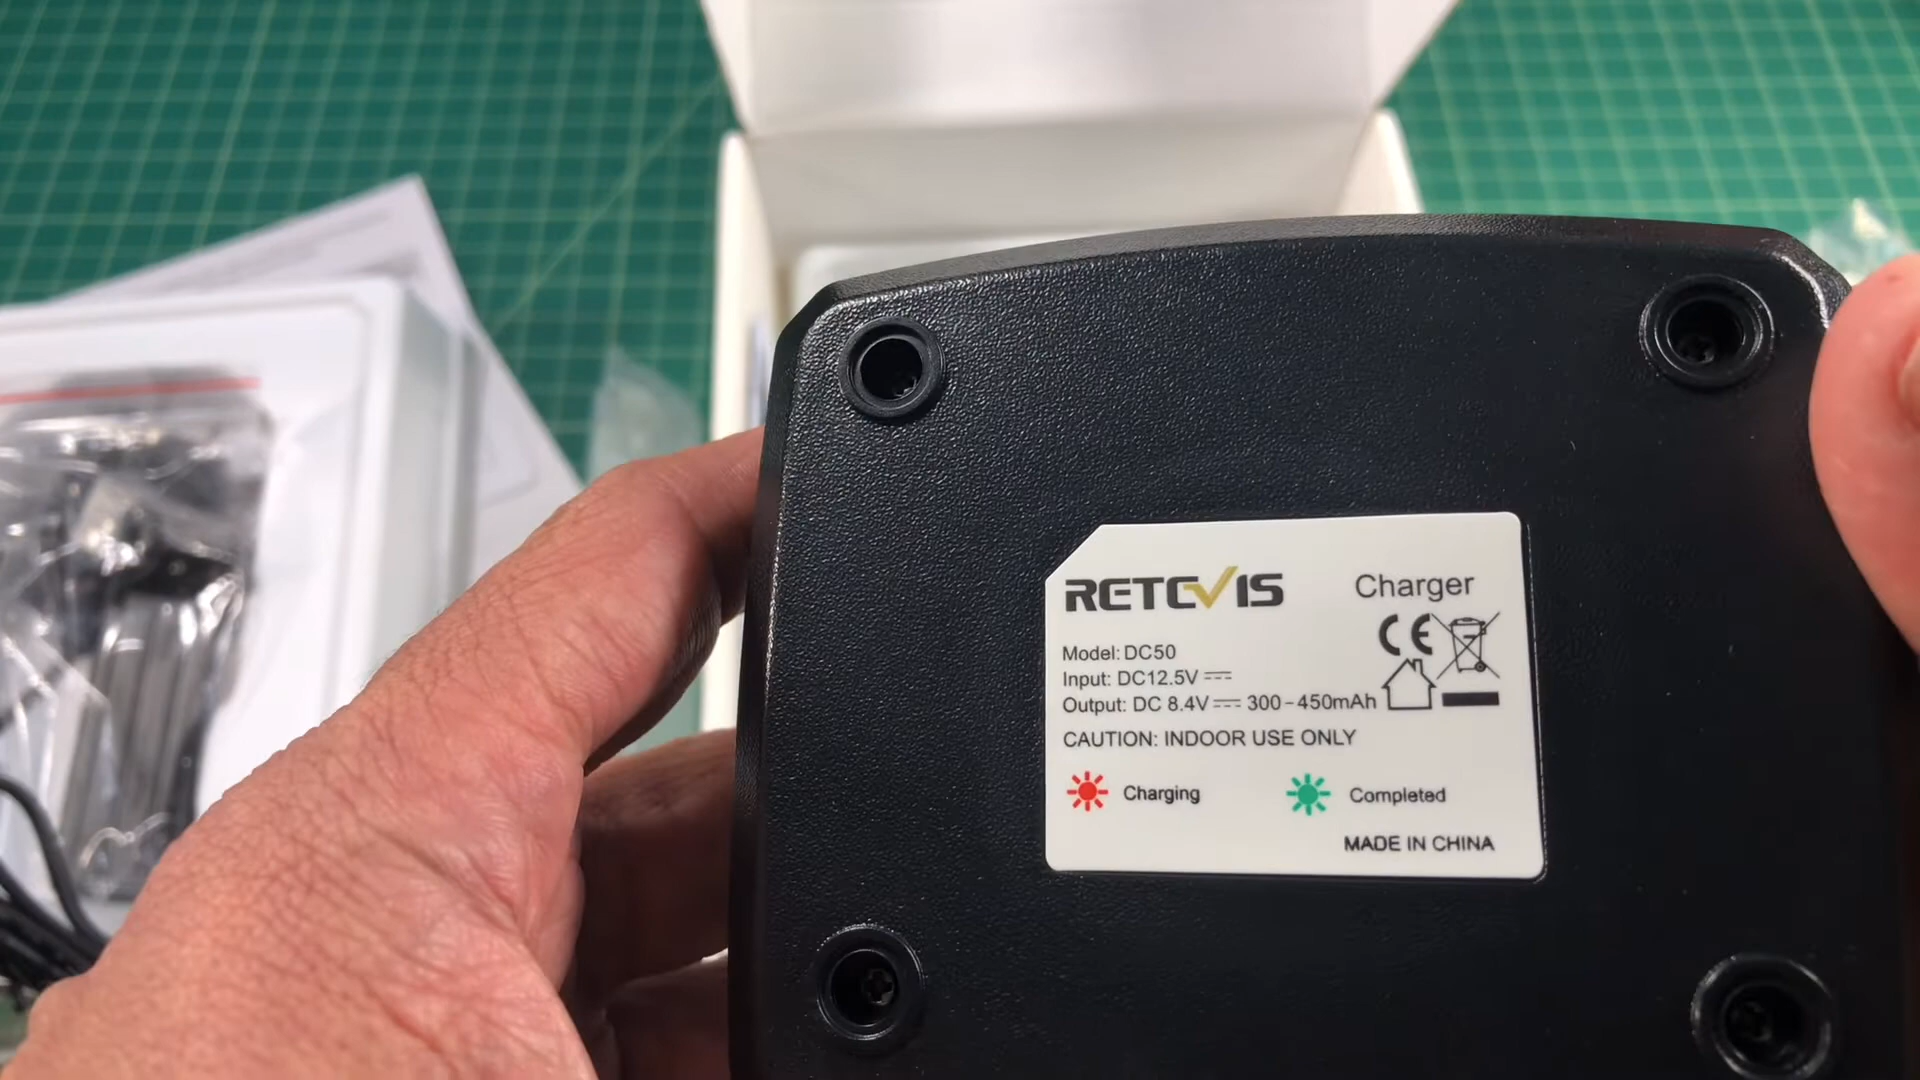 RETEVIS Charger
Model: DC50
Input: DC12.5V ⎓
Output: DC 8.4V ⎓ 300-450mAh
CAUTION: INDOOR USE ONLY
Charging Completed
MADE IN CHINA